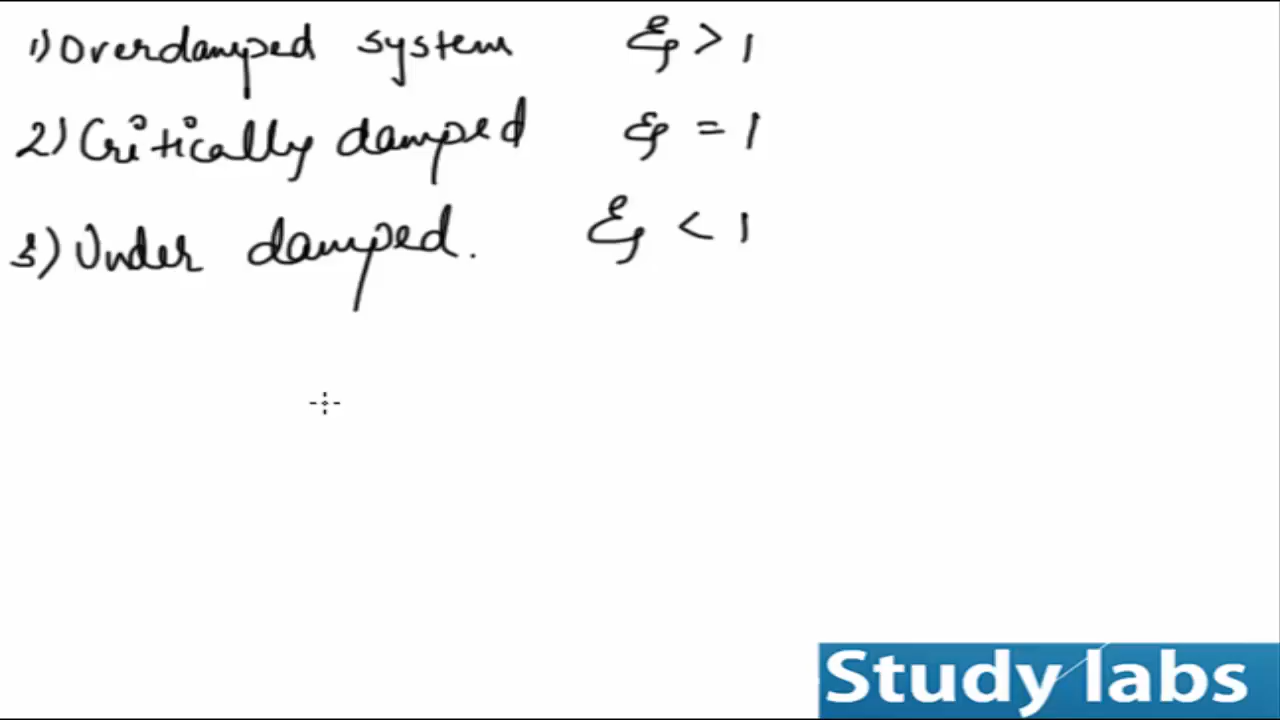 1) Overdamped system ξ > 1
2) Critically damped ξ = 1
3) Under damped. ξ < 1
Study labs